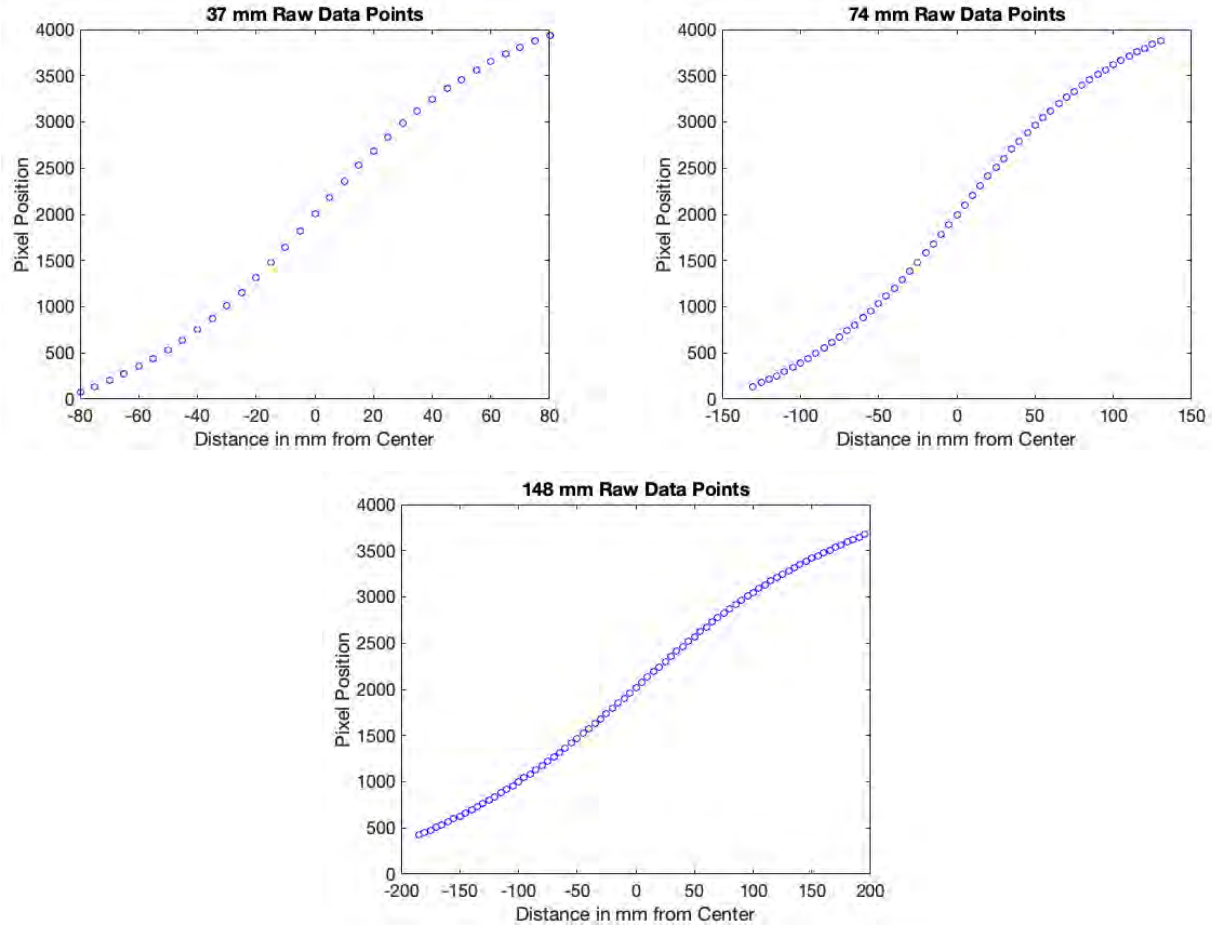 37 mm Raw Data Points
4000
3500
3000
2500
2000
1500
1000
500
0
Pixel Position
-80 -60 -40 -20 0 20 40 60 80
Distance in mm from Center
74 mm Raw Data Points
4000
3500
3000
2500
2000
1500
1000
500
0
Pixel Position
-150 -100 -50 0 50 100 150
Distance in mm from Center
148 mm Raw Data Points
4000
3500
3000
2500
2000
1500
1000
500
0
Pixel Position
-200 -150 -100 -50 0 50 100 150 200
Distance in mm from Center